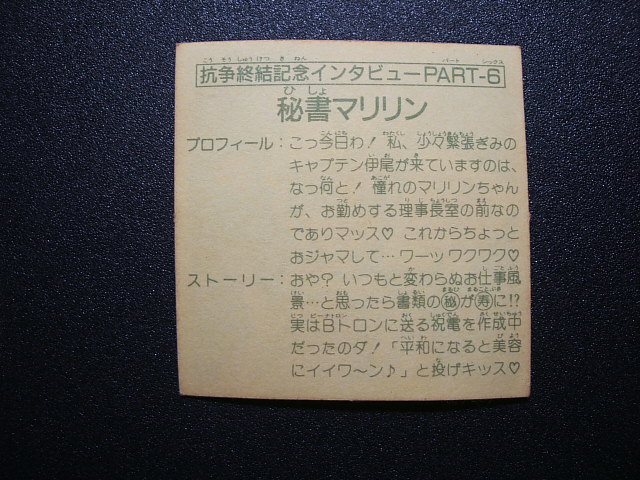 抗争終結記念インタビューPART-6
秘書マリリン
プロフィール：こっ今日わ！私、少々緊張ぎみの
キャプテン伊尾が来ていますのは、
なっ何と！憧れのマリリンちゃん
が、お勤めする理事長室の前なの
でありマッス♡ これからちょっと
おジャマして…ワーッ ワクワク♡
ストーリー：おや？ いつもと変わらぬお仕事風
景…と思ったら書類の㊙が㊗に!?
実はBトロンに送る祝電を作成中
だったのダ！「平和になると美容
にイイワ〜ン♪」と投げキッス♡